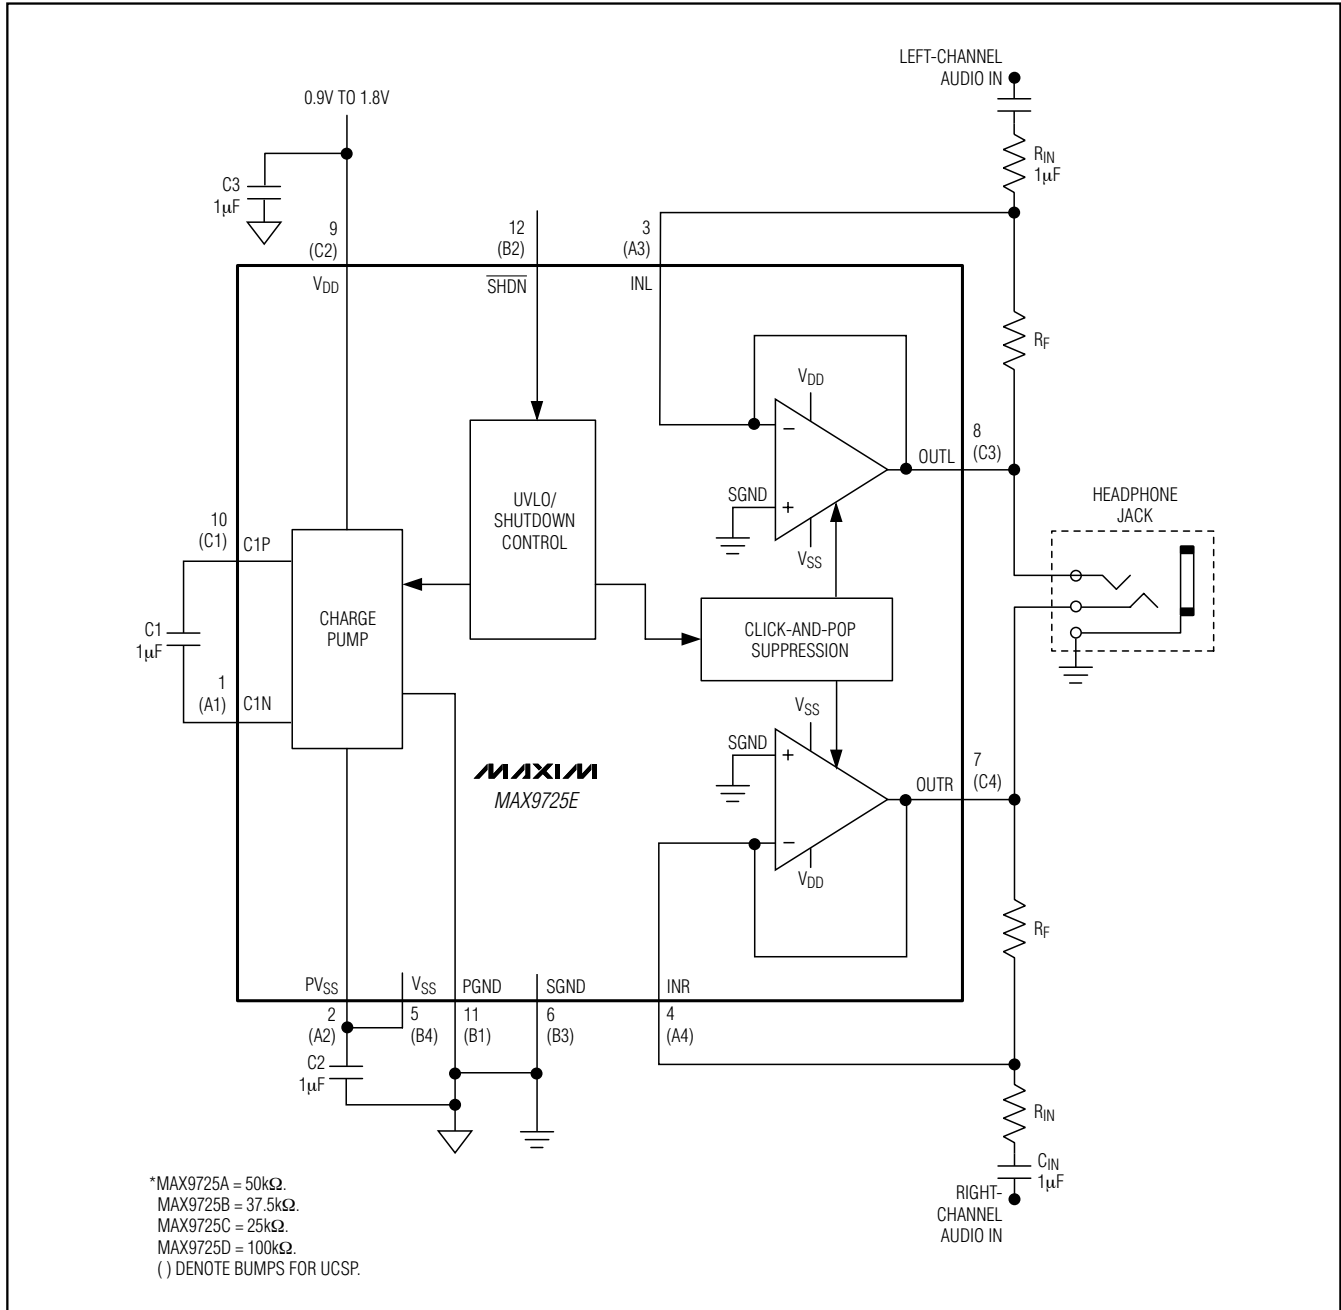 LEFT-CHANNEL
AUDIO IN
0.9V TO 1.8V
RIN
1µF
C3
1µF
9
(C2)
12
(B2)
3
(A3)
VDD
SHDN
INL
RF
VDD
−
8
(C3)
OUTL
SGND
+
VSS
HEADPHONE
JACK
UVLO/
SHUTDOWN
CONTROL
10
(C1)
C1P
CHARGE
PUMP
C1
1µF
CLICK-AND-POP
SUPPRESSION
1
(A1)
C1N
VSS
SGND
+
MAXIM
MAX9725E
7
(C4)
OUTR
−
VDD
RF
PVSS
VSS
PGND
SGND
INR
2
(A2)
5
(B4)
11
(B1)
6
(B3)
4
(A4)
C2
1µF
RIN
CIN
1µF
RIGHT-
CHANNEL
AUDIO IN
*MAX9725A = 50kΩ.
MAX9725B = 37.5kΩ.
MAX9725C = 25kΩ.
MAX9725D = 100kΩ.
( ) DENOTE BUMPS FOR UCSP.